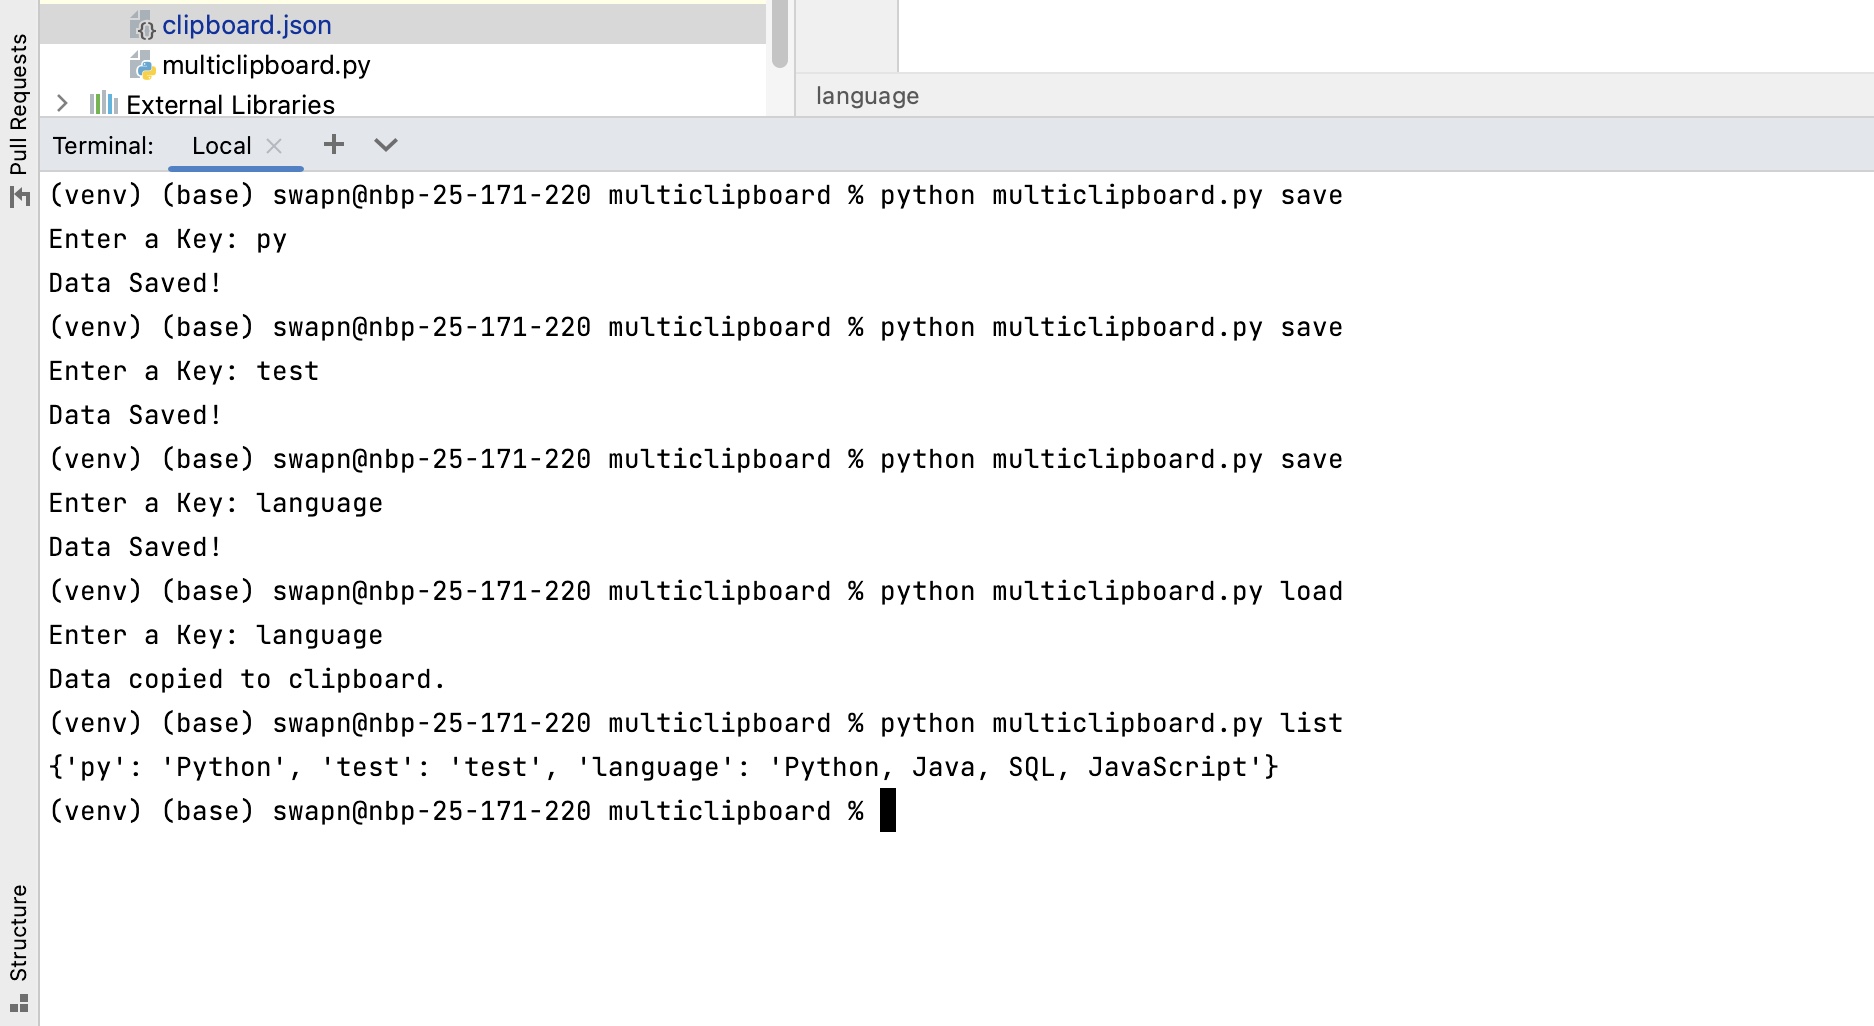 clipboard.json
multiclipboard.py
External Libraries
language
Pull Requests
Terminal: Local
(venv) (base) swapn@nbp-25-171-220 multiclipboard % python multiclipboard.py save
Enter a Key: py
Data Saved!
(venv) (base) swapn@nbp-25-171-220 multiclipboard % python multiclipboard.py save
Enter a Key: test
Data Saved!
(venv) (base) swapn@nbp-25-171-220 multiclipboard % python multiclipboard.py save
Enter a Key: language
Data Saved!
(venv) (base) swapn@nbp-25-171-220 multiclipboard % python multiclipboard.py load
Enter a Key: language
Data copied to clipboard.
(venv) (base) swapn@nbp-25-171-220 multiclipboard % python multiclipboard.py list
{'py': 'Python', 'test': 'test', 'language': 'Python, Java, SQL, JavaScript'}
(venv) (base) swapn@nbp-25-171-220 multiclipboard %
Structure